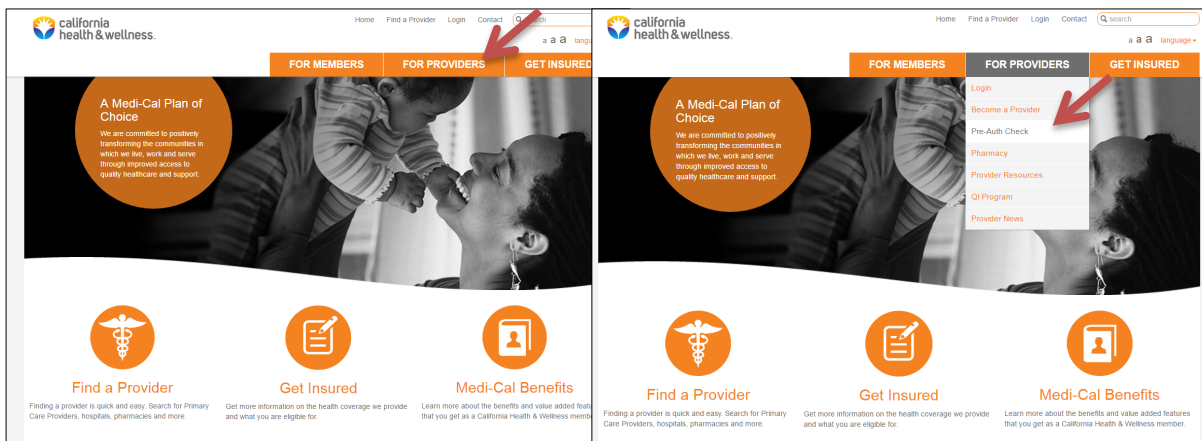 california
health & wellness.
Home Find a Provider Login Contact
a a a
FOR MEMBERS FOR PROVIDERS GET INSURED
A Medi-Cal Plan of
Choice
We are committed to positively
transforming the communities in
which we live, work and serve
through improved access to
quality healthcare and support.
Find a Provider
Finding a provider is quick and easy. Search for Primary
Care Providers, hospitals, pharmacies and more.
Get Insured
Get more information on the health coverage we provide
and what you are eligible for.
Medi-Cal Benefits
Learn more about the benefits and value added
that you get as a California Health & Wellness
california
health & wellness.
Home Find a Provider Login Contact search
a a a language
FOR MEMBERS FOR PROVIDERS GET INSURED
Login
Become a Provider
Pre-Auth Check
Pharmacy
Provider Resources
QI Program
Provider News
A Medi-Cal Plan of
Choice
We are committed to positively
transforming the communities in
which we live, work and serve
through improved access to
quality healthcare and support.
Find a Provider
Finding a provider is quick and easy. Search for Primary
Care Providers, hospitals, pharmacies and more.
Get Insured
Get more information on the health coverage we provide
and what you are eligible for.
Medi-Cal Benefits
Learn more about the benefits and value added features
that you get as a California Health & Wellness member.